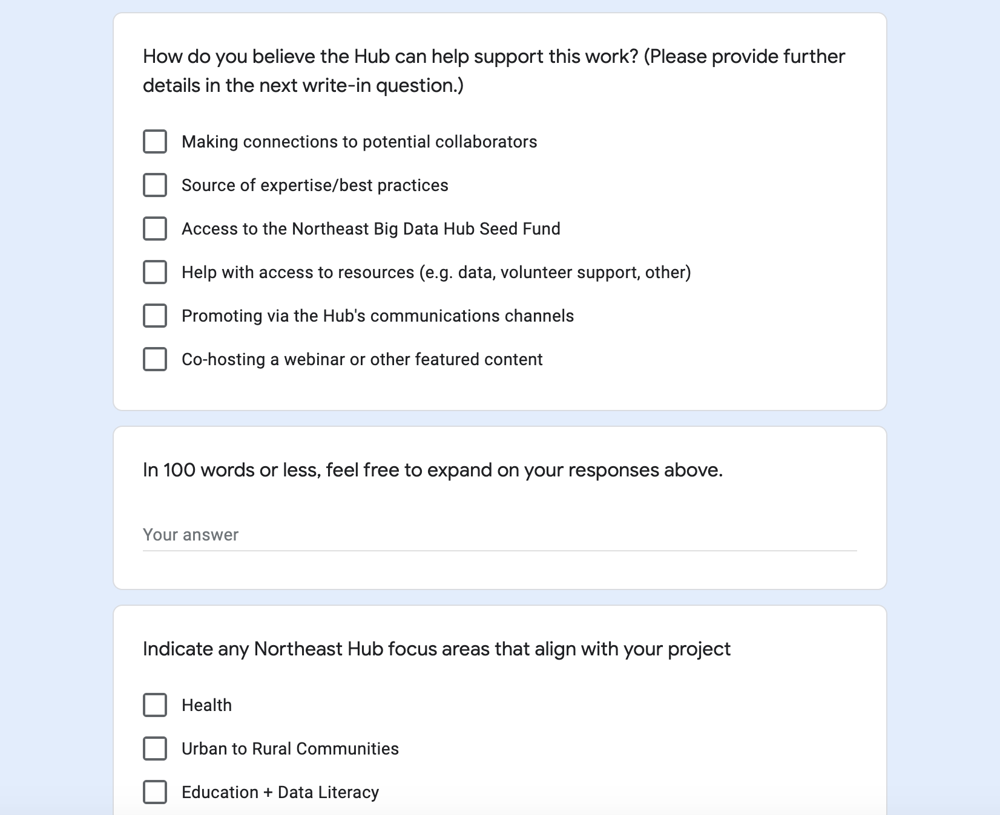 How do you believe the Hub can help support this work? (Please provide further
details in the next write-in question.)
Making connections to potential collaborators
Source of expertise/best practices
Access to the Northeast Big Data Hub Seed Fund
Help with access to resources (e.g. data, volunteer support, other)
Promoting via the Hub's communications channels
Co-hosting a webinar or other featured content
In 100 words or less, feel free to expand on your responses above.
Your answer
Indicate any Northeast Hub focus areas that align with your project
Health
Urban to Rural Communities
Education + Data Literacy